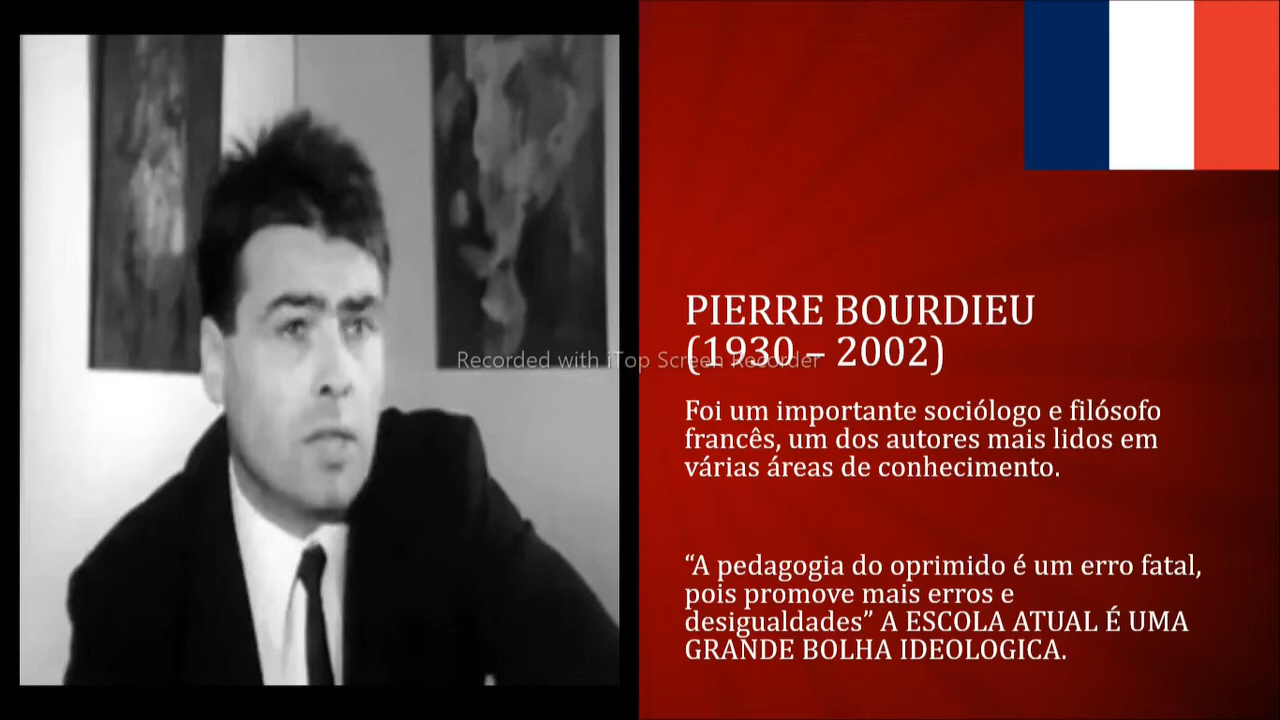 PIERRE BOURDIEU
(1930 – 2002)
Recorded with iTop Screen Recorder
Foi um importante sociólogo e filósofo
francês, um dos autores mais lidos em
várias áreas de conhecimento.
“A pedagogia do oprimido é um erro fatal,
pois promove mais erros e
desigualdades” A ESCOLA ATUAL É UMA
GRANDE BOLHA IDEOLOGICA.